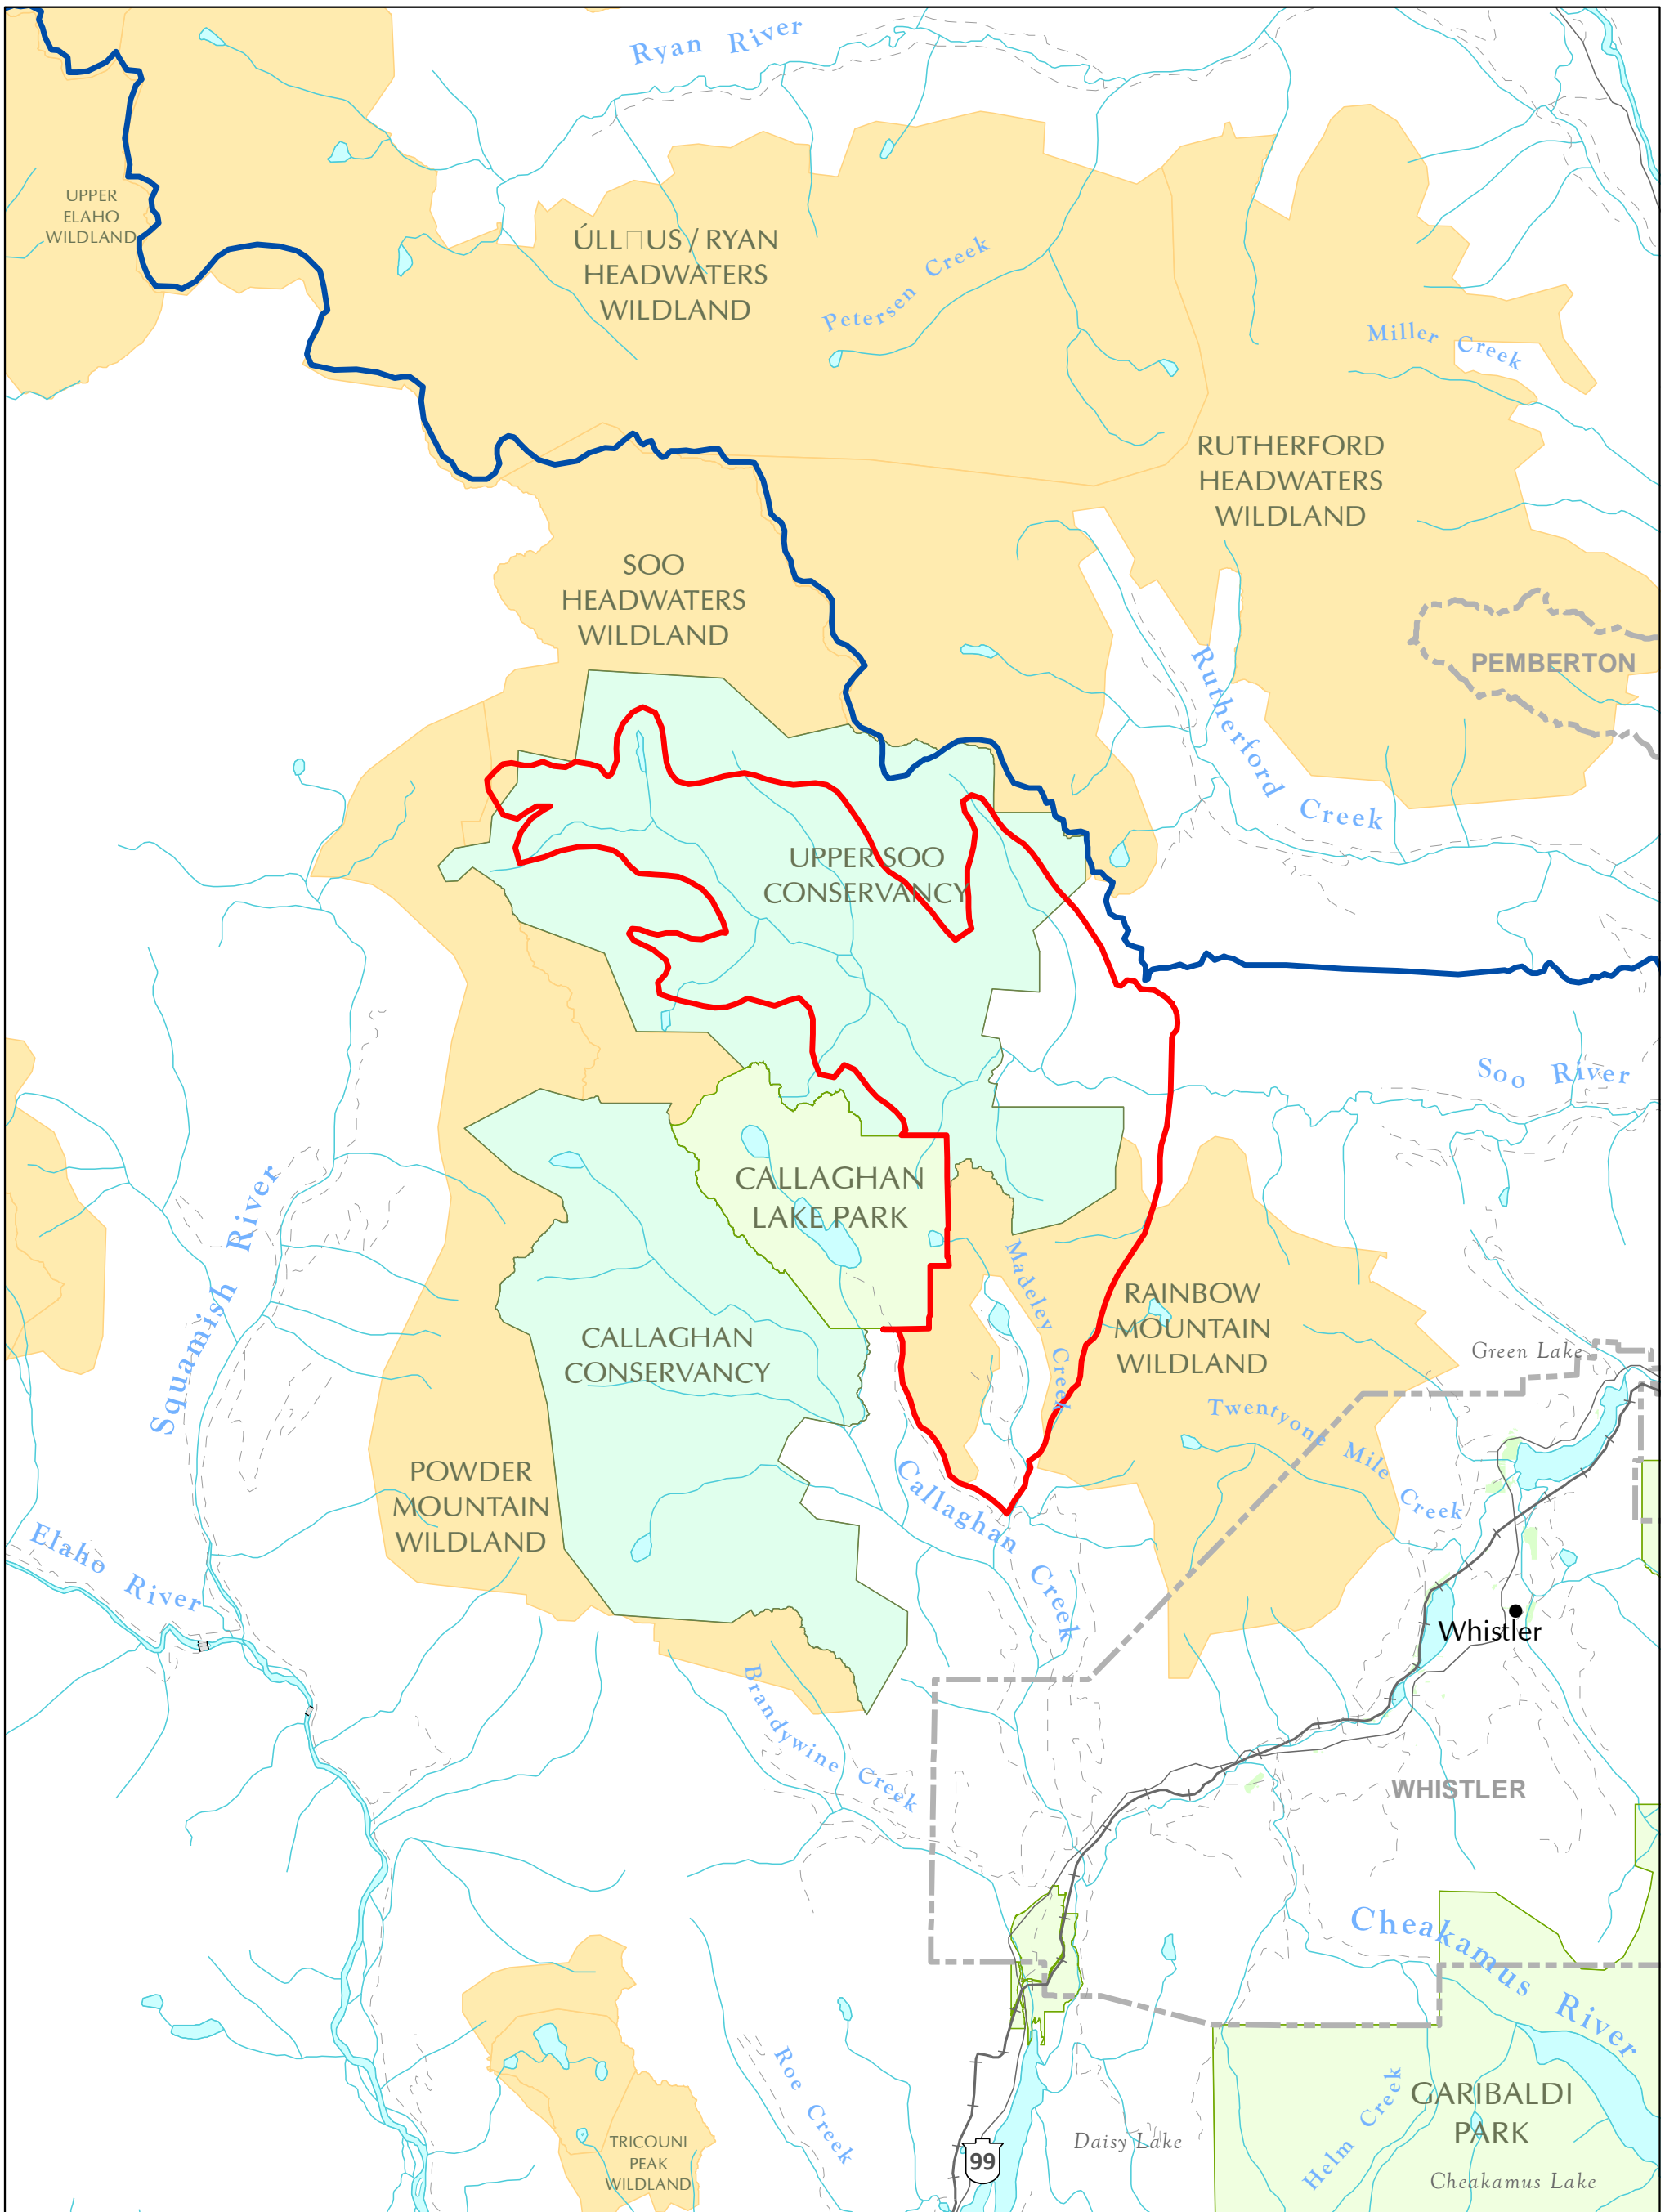 Ryan River
UPPER
ELAHO
WILDLAND
ÚLL□US / RYAN
HEADWATERS
WILDLAND
Petersen Creek
Miller Creek
RUTHERFORD
HEADWATERS
WILDLAND
SOO
HEADWATERS
WILDLAND
PEMBERTON
Rutherford Creek
UPPER SOO
CONSERVANCY
Soo River
CALLAGHAN
LAKE PARK
Squamish River
Madeley Creek
RAINBOW
MOUNTAIN
WILDLAND
CALLAGHAN
CONSERVANCY
Green Lake
Twentyone Mile Creek
POWDER
MOUNTAIN
WILDLAND
Callaghan Creek
Elaho River
Whistler
Brandywine Creek
WHISTLER
Cheakamus River
Roe Creek
Helm Creek
GARIBALDI
PARK
TRICOUNI
PEAK
WILDLAND
Daisy Lake
99
Cheakamus Lake